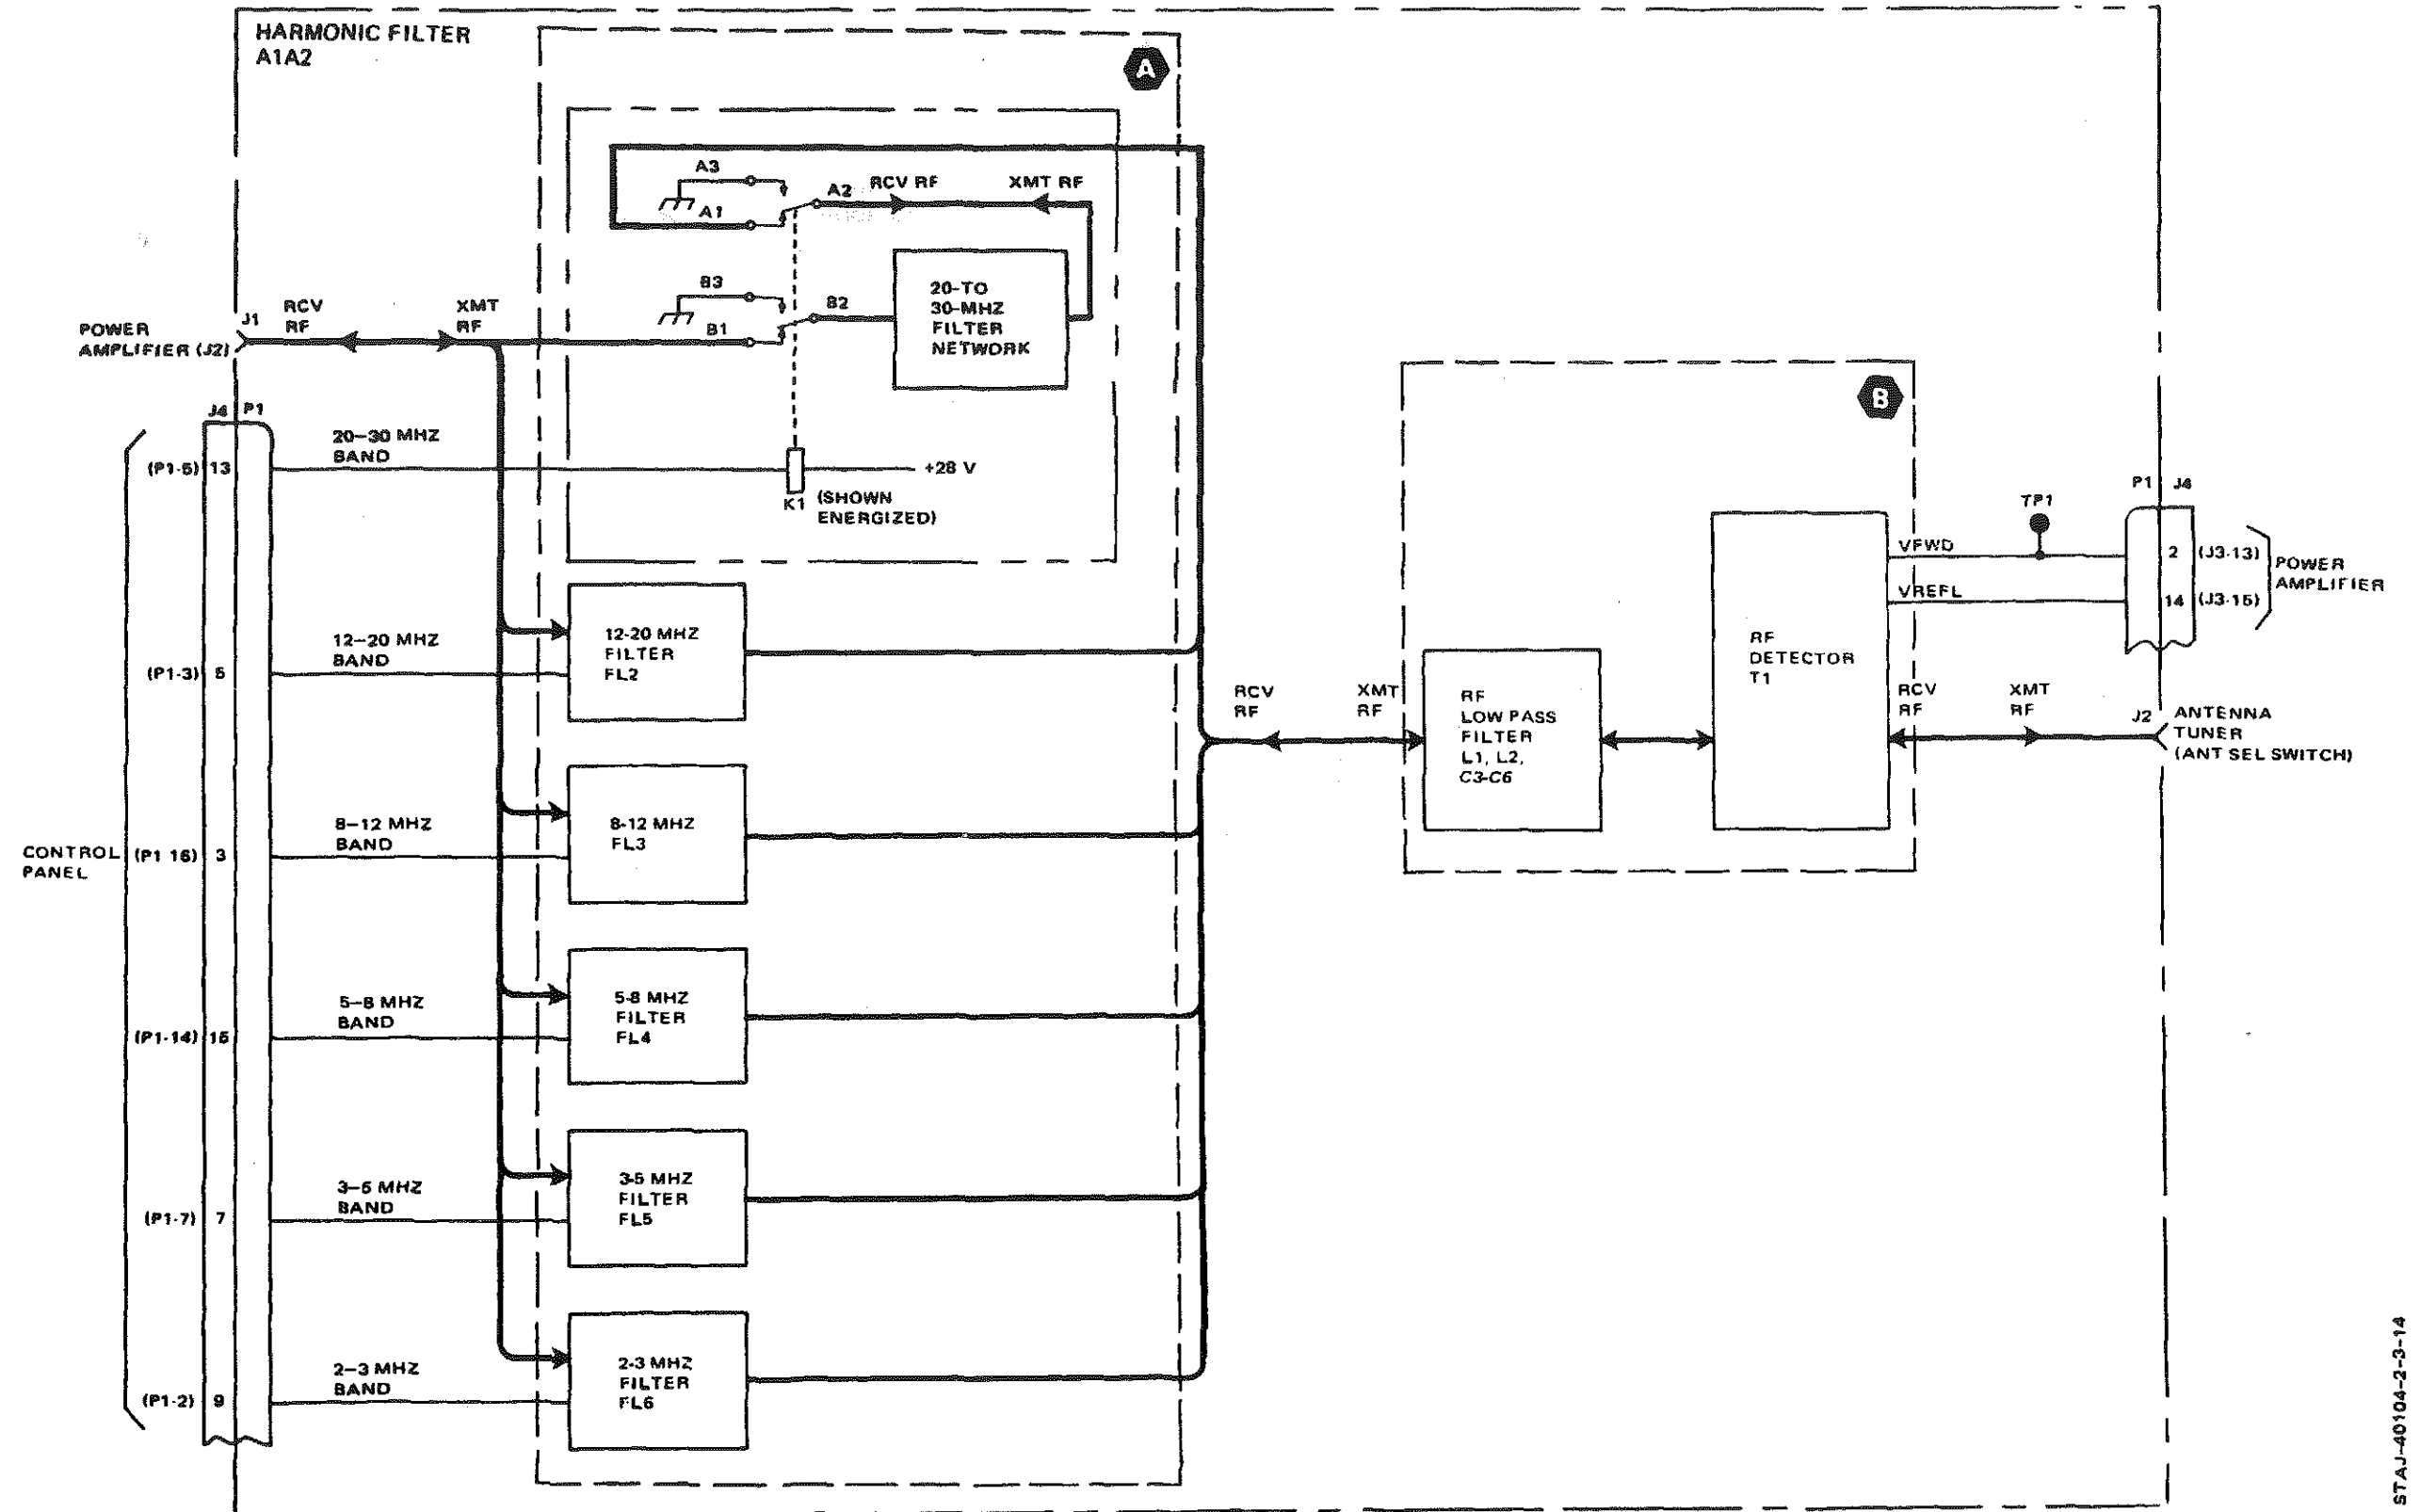 HARMONIC FILTER
A1A2
A
A3
A2
RCV RF
XMT RF
A1
B3
B2
B1
20-TO
30-MHZ
FILTER
NETWORK
POWER
AMPLIFIER (J2)
J1
RCV
RF
XMT
RF
J4
P1
20-30 MHZ
BAND
(P1-5)
13
+28 V
K1
(SHOWN
ENERGIZED)
12-20 MHZ
BAND
(P1-3)
5
12-20 MHZ
FILTER
FL2
8-12 MHZ
BAND
CONTROL
PANEL
(P1 16)
3
8-12 MHZ
FL3
5-8 MHZ
BAND
(P1-14)
15
5-8 MHZ
FILTER
FL4
3-5 MHZ
BAND
(P1-7)
7
3-5 MHZ
FILTER
FL5
2-3 MHZ
BAND
(P1-2)
9
2-3 MHZ
FILTER
FL6
RCV
RF
XMT
RF
B
RF
LOW PASS
FILTER
L1, L2,
C3-C6
RF
DETECTOR
T1
VFWD
VREFL
TP1
P1
J4
2
(J3-13)
14
(J3-15)
POWER
AMPLIFIER
RCV
RF
XMT
RF
J2
ANTENNA
TUNER
(ANT SEL SWITCH)
STAJ-40104-2-3-14